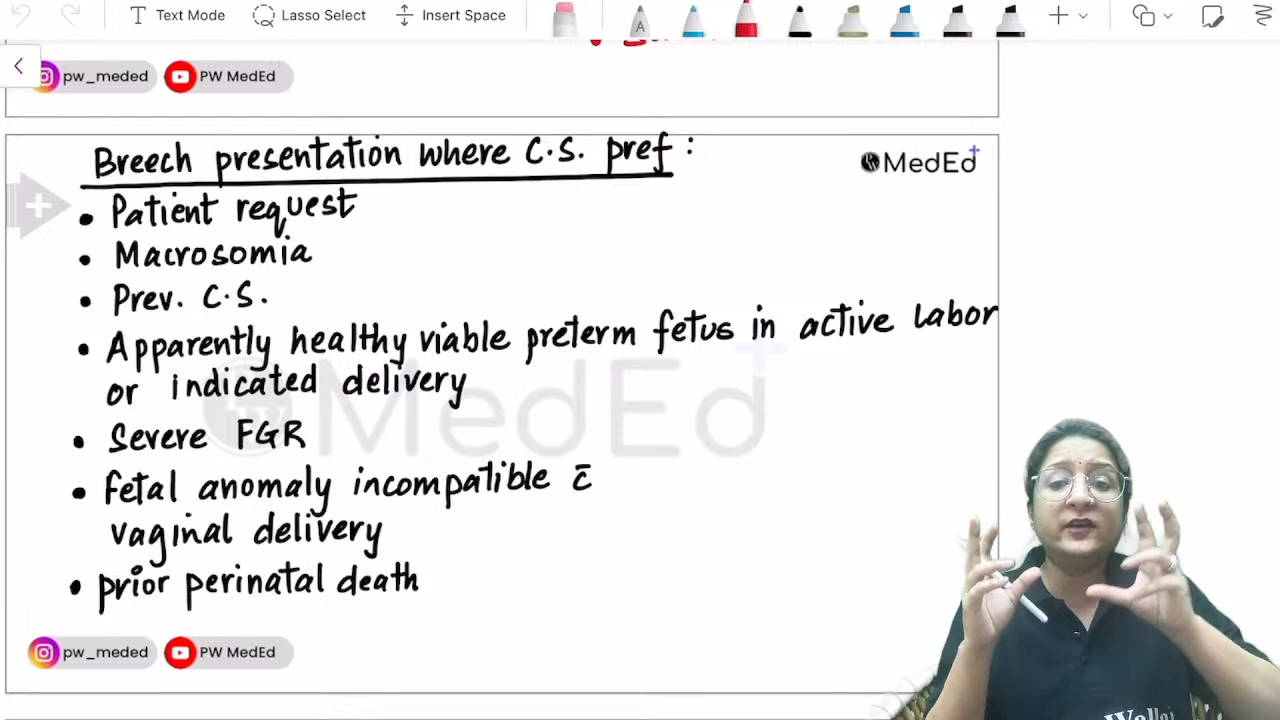 Text Mode
Lasso Select
Insert Space
A
pw_meded
PW MedEd
Breech presentation where C.S. pref :
MedEd
• Patient request
• Macrosomia
• Prev. C.S.
• Apparently healthy viable preterm fetus in active labor
or indicated delivery
MedEd
• Severe FGR
• Fetal anomaly incompatible c̄
vaginal delivery
• prior perinatal death
pw_meded
PW MedEd